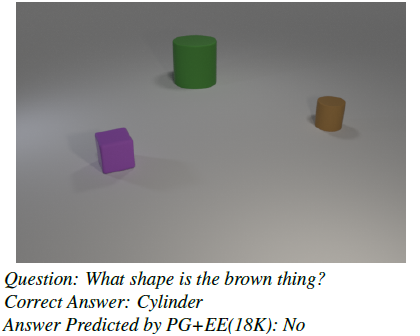 Question: What shape is the brown thing?
Correct Answer: Cylinder
Answer Predicted by PG+EE(18K): No